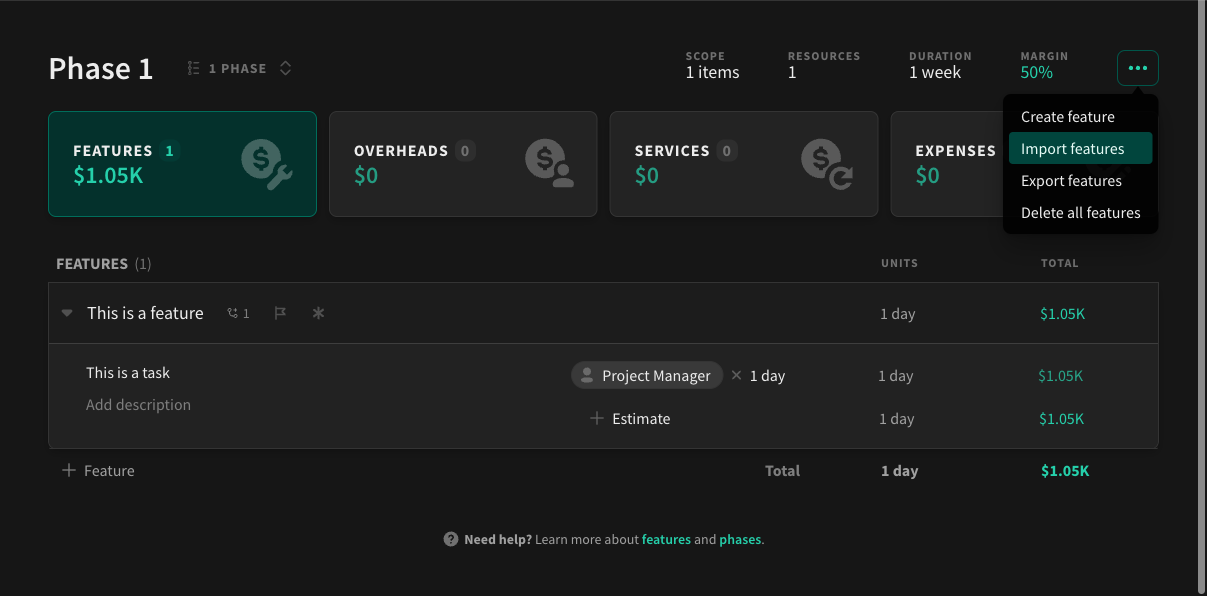 Phase 1
1 PHASE
SCOPE
1 items
RESOURCES
1
DURATION
1 week
MARGIN
50%
Create feature
Import features
Export features
Delete all features
FEATURES 1
$1.05K
OVERHEADS 0
$0
SERVICES 0
$0
EXPENSES
$0
FEATURES (1)
UNITS
TOTAL
This is a feature
1
1 day
$1.05K
This is a task
Project Manager × 1 day
1 day
$1.05K
Add description
+ Estimate
1 day
$1.05K
+ Feature
Total
1 day
$1.05K
? Need help? Learn more about features and phases.